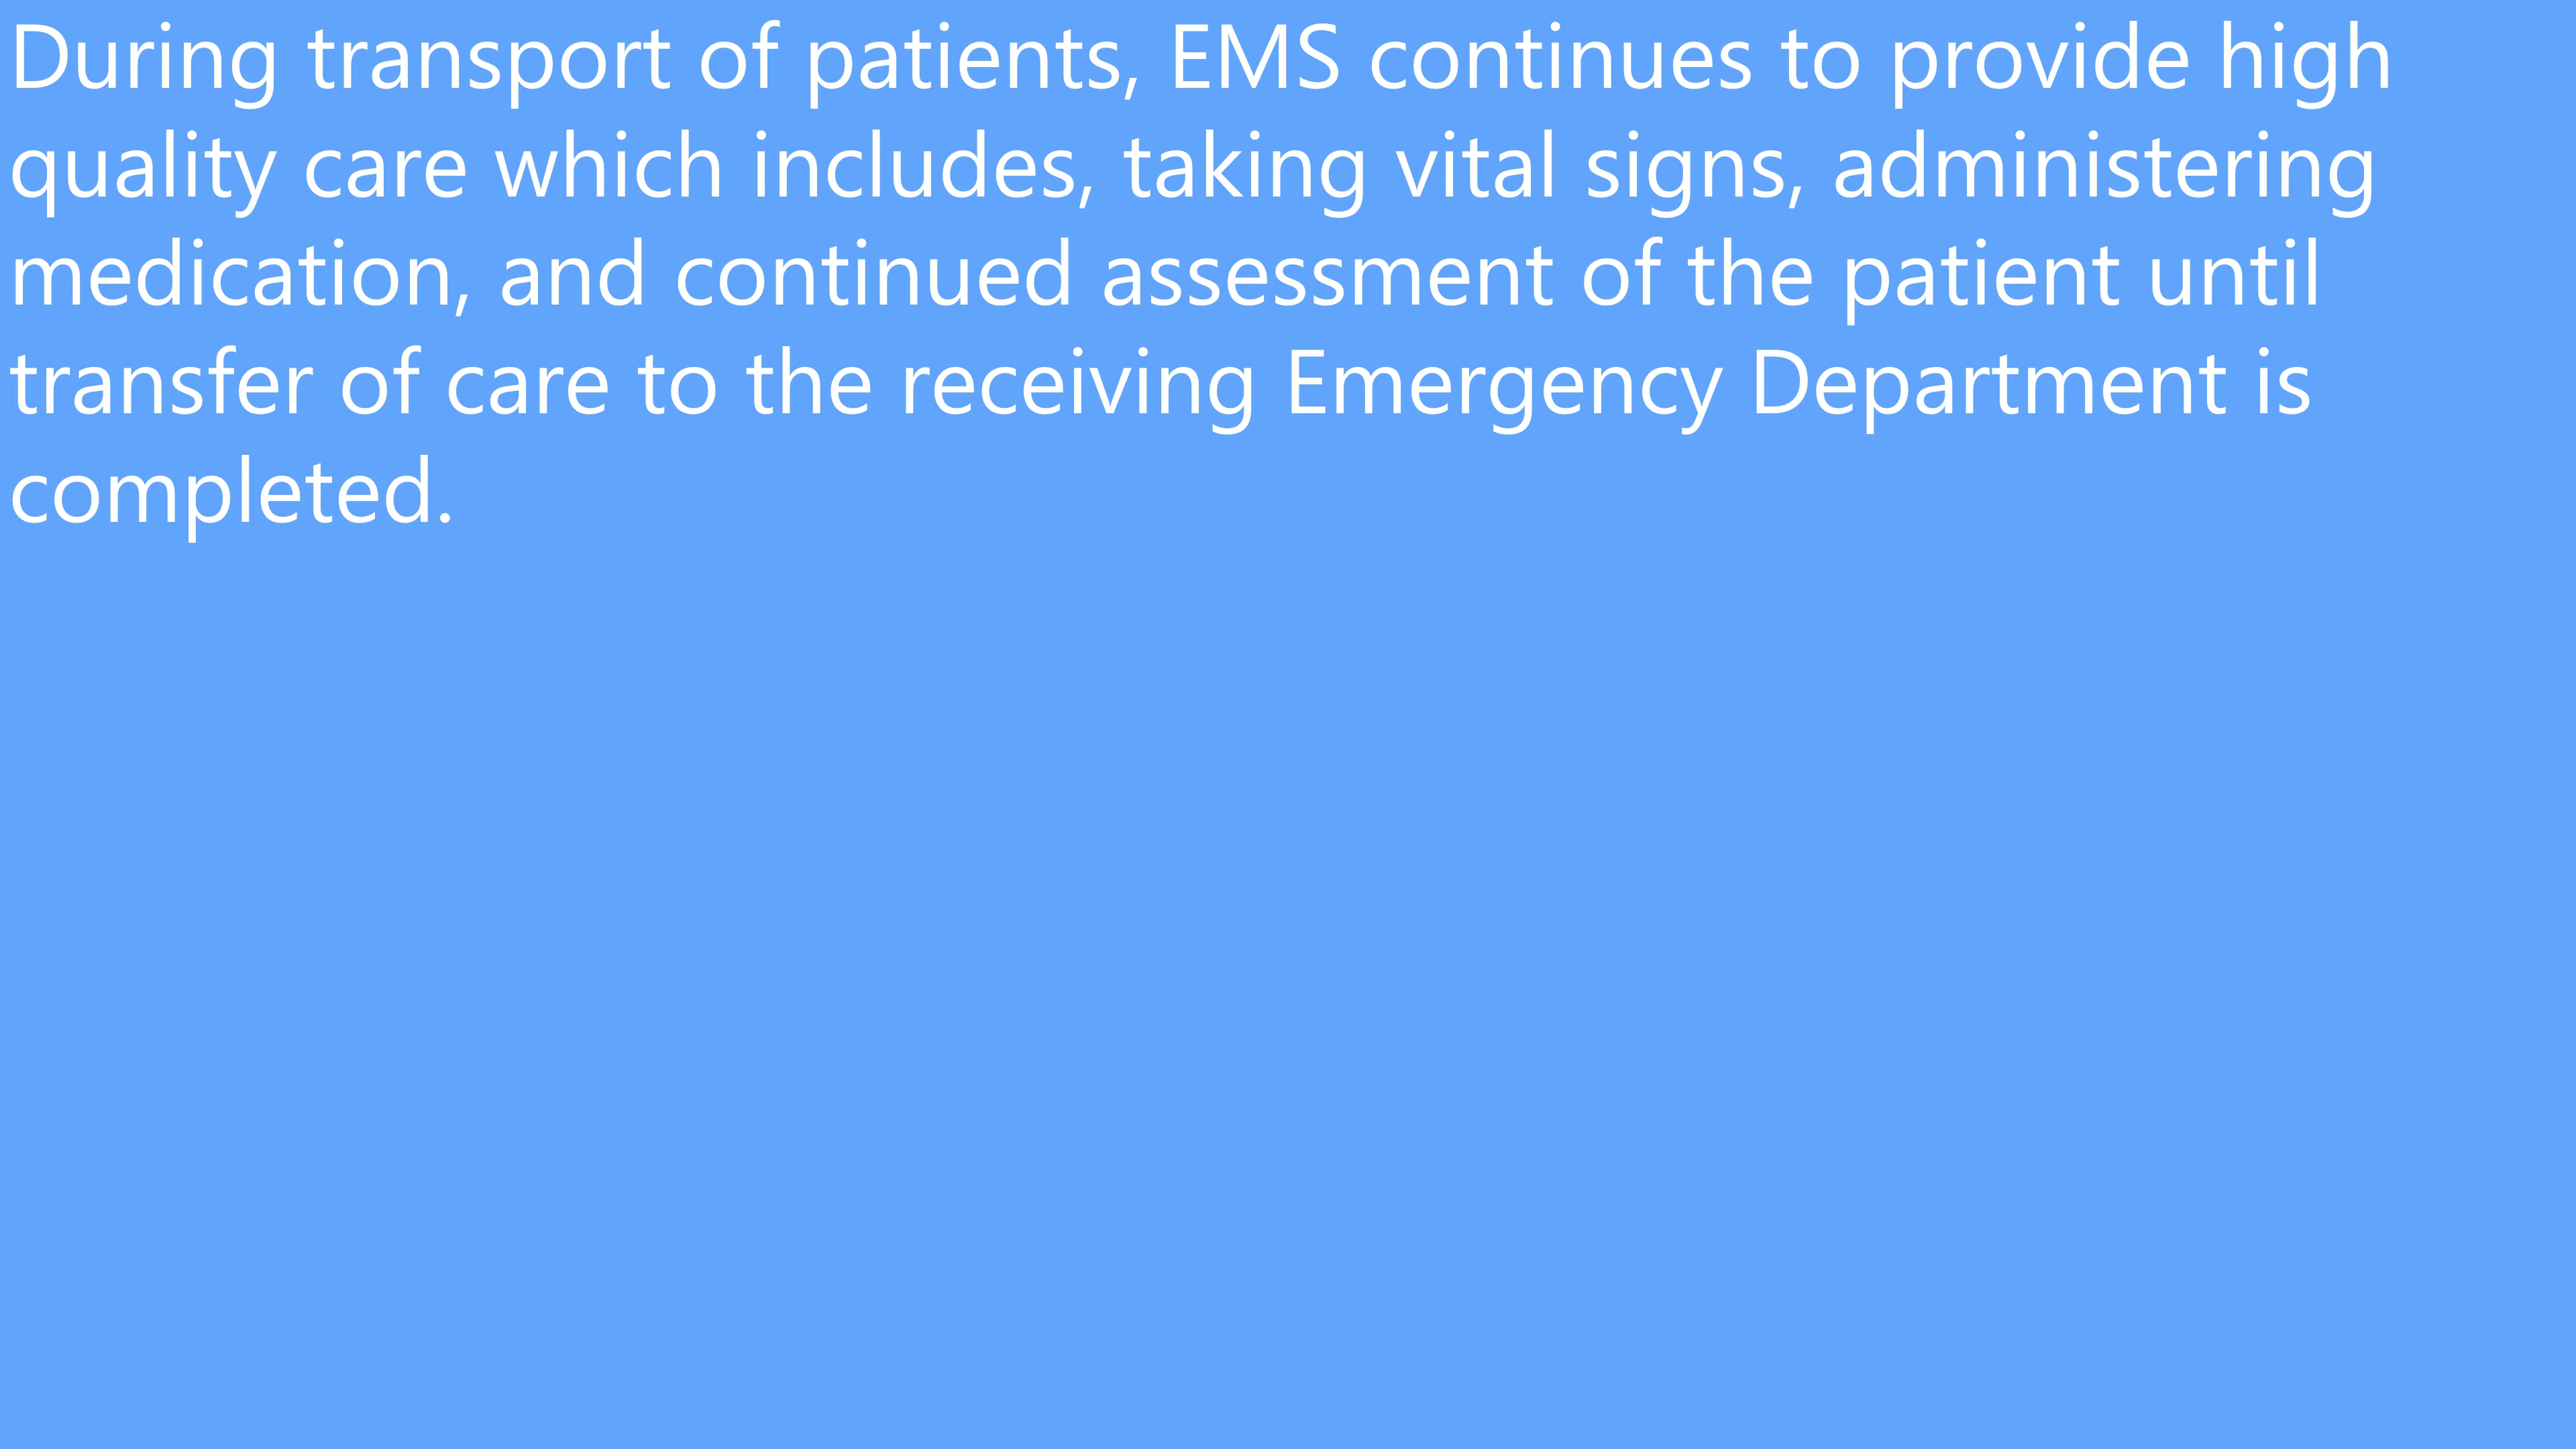 During transport of patients, EMS continues to provide high
quality care which includes, taking vital signs, administering
medication, and continued assessment of the patient until
transfer of care to the receiving Emergency Department is
completed.